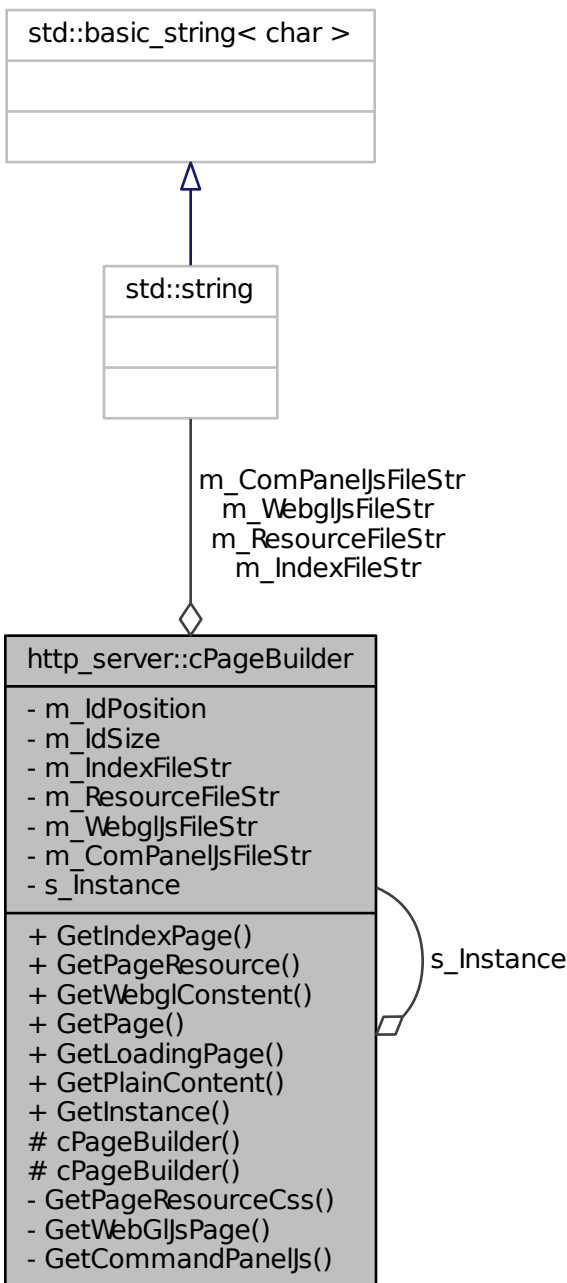 std::basic_string< char >
std::string
m_ComPanelJsFileStr
m_WebglJsFileStr
m_ResourceFileStr
m_IndexFileStr
http_server::cPageBuilder
- m_IdPosition
- m_IdSize
- m_IndexFileStr
- m_ResourceFileStr
- m_WebglJsFileStr
- m_ComPanelJsFileStr
- s_Instance
+ GetIndexPage()
+ GetPageResource()
+ GetWebglConstent()
+ GetPage()
+ GetLoadingPage()
+ GetPlainContent()
+ GetInstance()
# cPageBuilder()
# cPageBuilder()
- GetPageResourceCss()
- GetWebGlJsPage()
- GetCommandPanelJs()
s_Instance